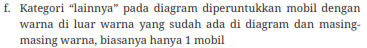 f. Kategori “lainnya” pada diagram diperuntukkan mobil dengan
warna di luar warna yang sudah ada di diagram dan masing-
masing warna, biasanya hanya 1 mobil